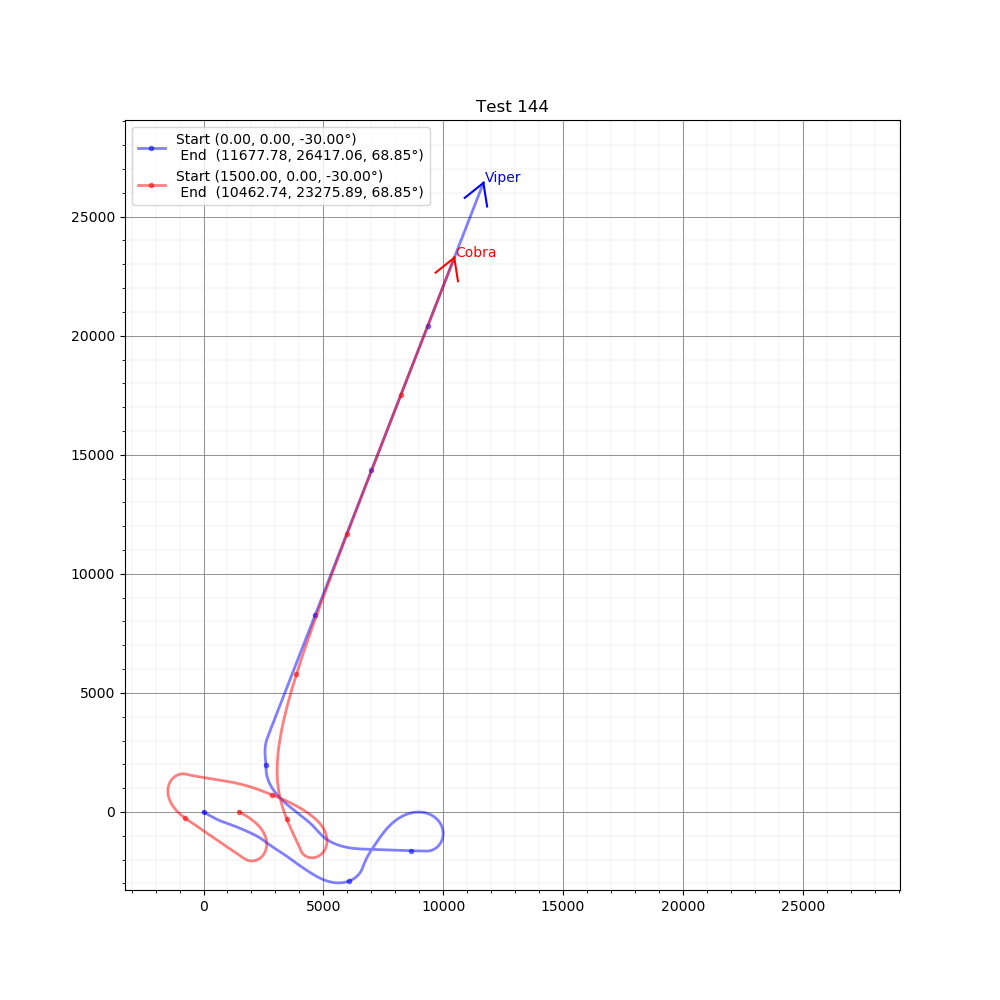 Test 144
Start (0.00, 0.00, -30.00°)
End  (11677.78, 26417.06, 68.85°)
Start (1500.00, 0.00, -30.00°)
End  (10462.74, 23275.89, 68.85°)
Viper
Cobra
25000
20000
15000
10000
5000
0
0
5000
10000
15000
20000
25000